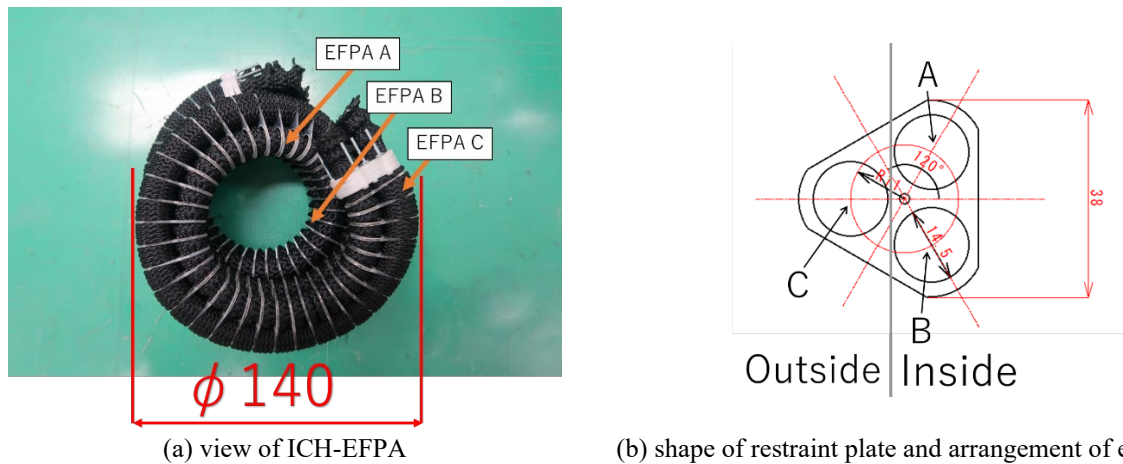 EFPA A
EFPA B
EFPA C
φ 140
(a) view of ICH-EFPA
A
120°
38
14.5
C
B
Outside
Inside
(b) shape of restraint plate and arrangement of e